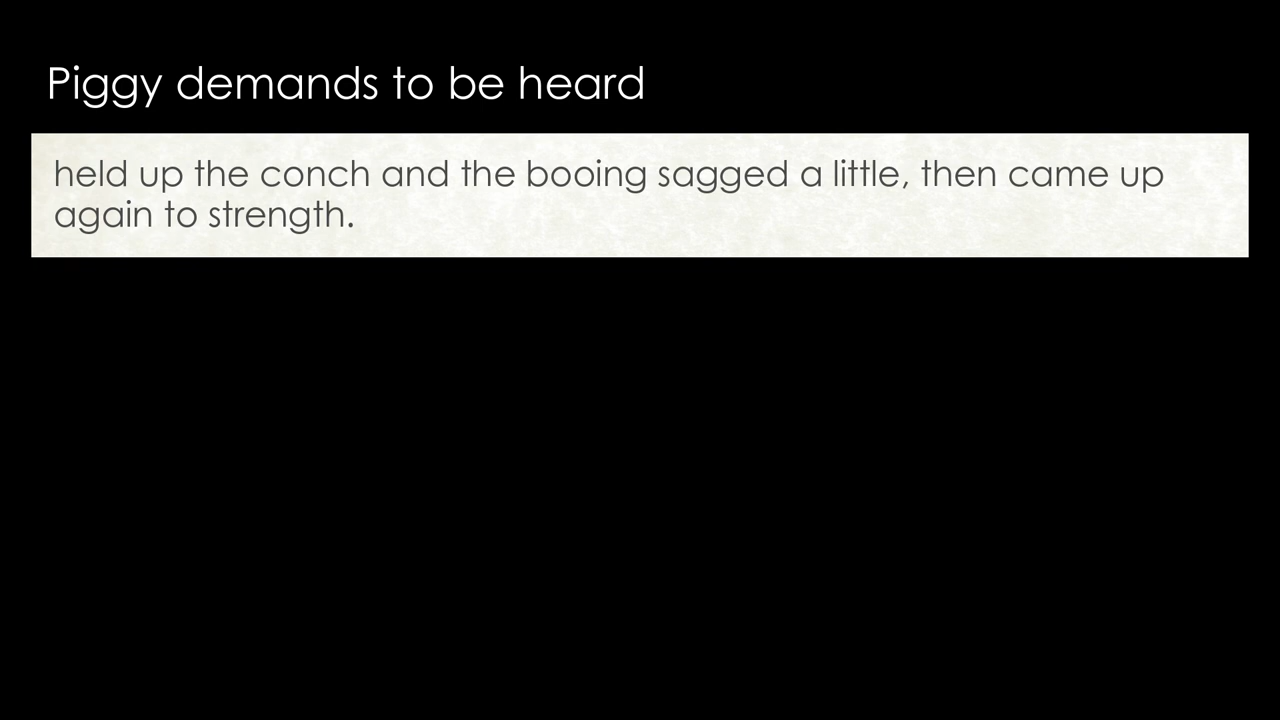 Piggy demands to be heard
held up the conch and the booing sagged a little, then came up
again to strength.